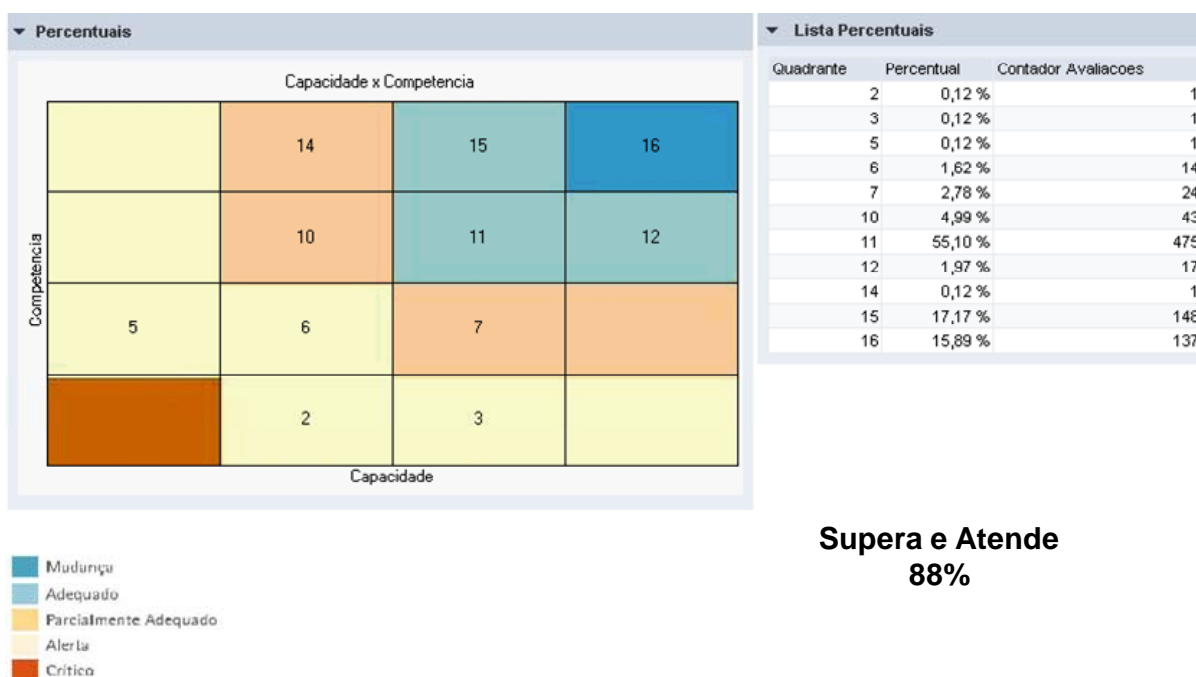 Percentuais
Capacidade x Competencia
14 15 16
10 11 12
5 6 7
2 3
Competencia
Capacidade
Lista Percentuais
Quadrante Percentual Contador Avaliacoes
2 0,12 % 1
3 0,12 % 1
5 0,12 % 1
6 1,62 % 14
7 2,78 % 24
10 4,99 % 43
11 55,10 % 475
12 1,97 % 17
14 0,12 % 1
15 17,17 % 148
16 15,89 % 137
Supera e Atende
88%
Mudança
Adequado
Parcialmente Adequado
Alerta
Crítico